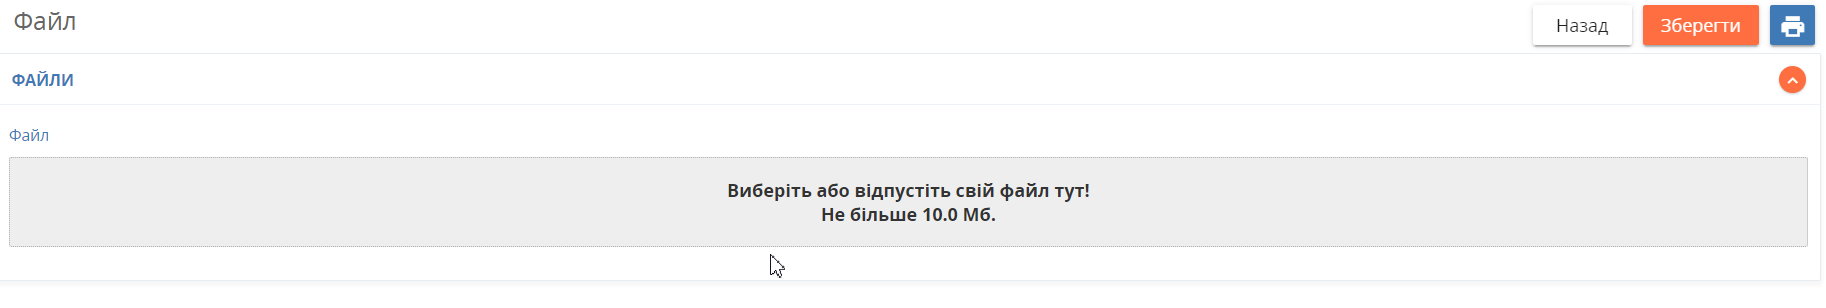 Файл
Назад
Зберегти
ФАЙЛИ
Файл
Виберіть або відпустіть свій файл тут!
Не більше 10.0 Мб.